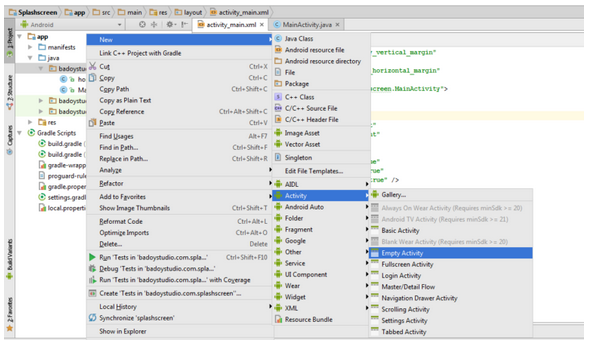 Splashscreen app src main res layout activity_main.xml
Android
activity_main.xml × MainActivity.java ×
1: Project
7: Structure
Captures
Build Variants
2: Favorites
app
manifests
java
badoystudi
ho
Ma
badoystu
badoystu
res
Gradle Scripts
build.gradle
build.gradle
gradle-wrapp
proguard-rule
gradle.proper
settings.gradl
local.properti
New
Link C++ Project with Gradle
Cut Ctrl+X
Copy Ctrl+C
Copy Path Ctrl+Shift+C
Copy as Plain Text
Copy Reference Ctrl+Alt+Shift+C
Paste Ctrl+V
Find Usages Alt+F7
Find in Path... Ctrl+Shift+F
Replace in Path... Ctrl+Shift+R
Analyze
Refactor
Add to Favorites
Show Image Thumbnails Ctrl+Shift+T
Reformat Code Ctrl+Alt+L
Optimize Imports Ctrl+Alt+O
Delete... Delete
Run 'Tests in 'badoystudio.com.spla...' Ctrl+Shift+F10
Debug 'Tests in 'badoystudio.com.spla...'
Run 'Tests in 'badoystudio.com.spla...' with Coverage
Create 'Tests in 'badoystudio.com.splashscreen''...
Local History
Synchronize 'splashscreen'
Show in Explorer
Java Class
Android resource file
Android resource directory
File
Package
C++ Class
C/C++ Source File
C/C++ Header File
Image Asset
Vector Asset
Singleton
Edit File Templates...
AIDL
Activity
Android Auto
Folder
Fragment
Google
Other
Service
UI Component
Wear
Widget
XML
Resource Bundle
Gallery...
Always On Wear Activity (Requires minSdk >= 20)
Android TV Activity (Requires minSdk >= 21)
Basic Activity
Blank Wear Activity (Requires minSdk >= 20)
Empty Activity
Fullscreen Activity
Login Activity
Master/Detail Flow
Navigation Drawer Activity
Scrolling Activity
Settings Activity
Tabbed Activity
y_vertical_margin"
horizontal_margin"
creen.MainActivity">
true" />